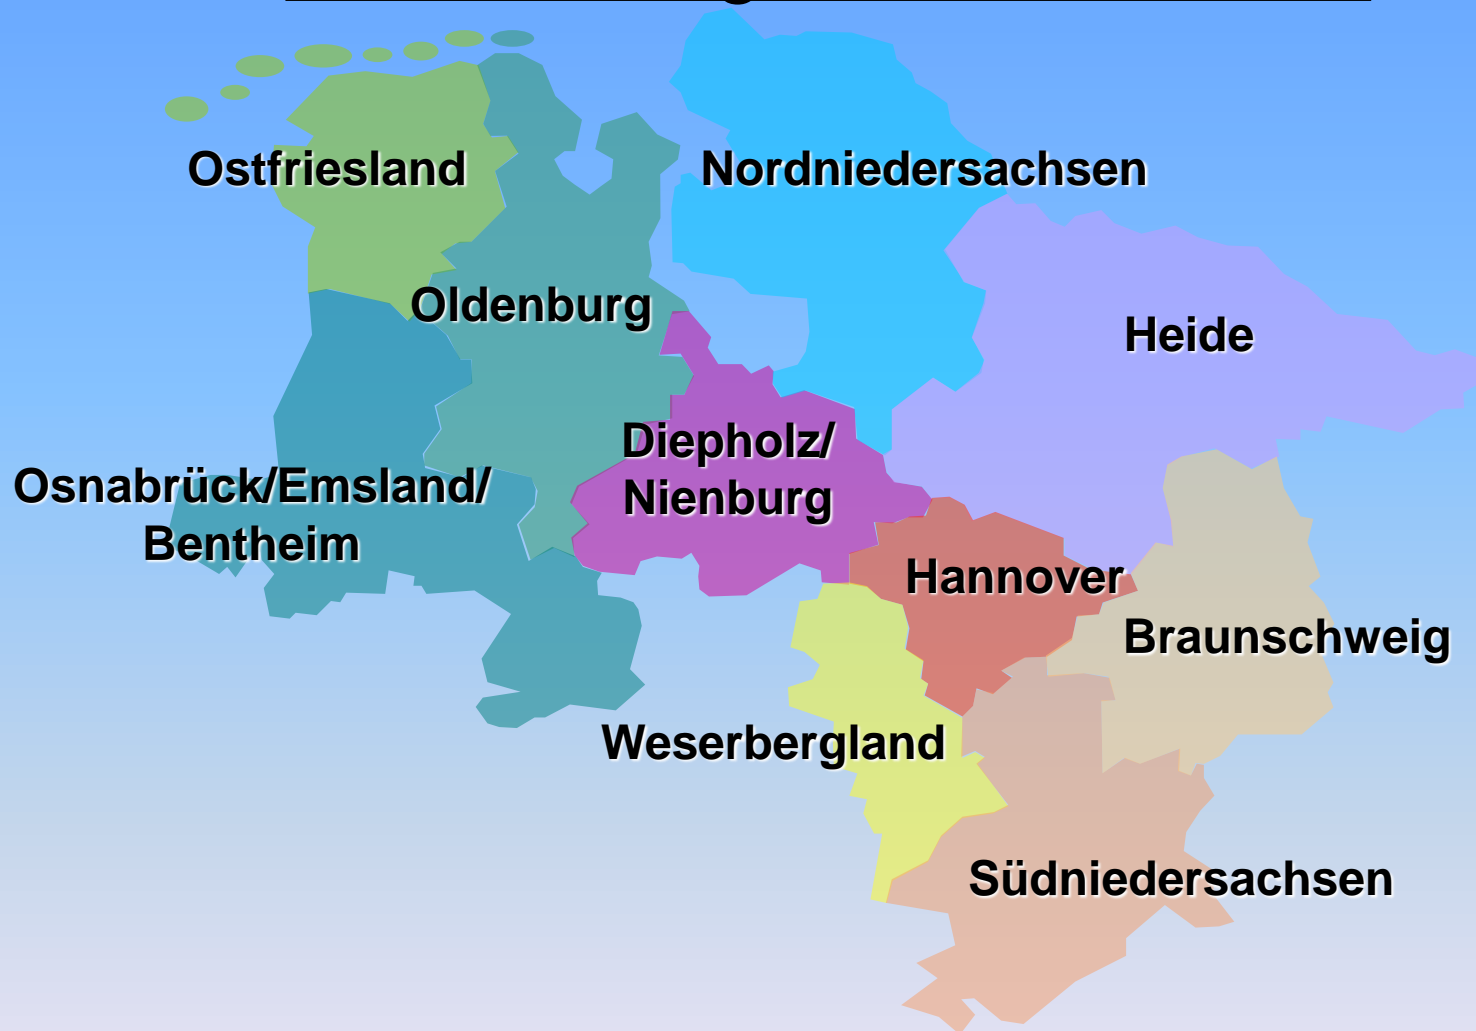 Ostfriesland
Nordniedersachsen
Oldenburg
Heide
Diepholz/
Nienburg
Osnabrück/Emsland/
Bentheim
Hannover
Braunschweig
Weserbergland
Südniedersachsen